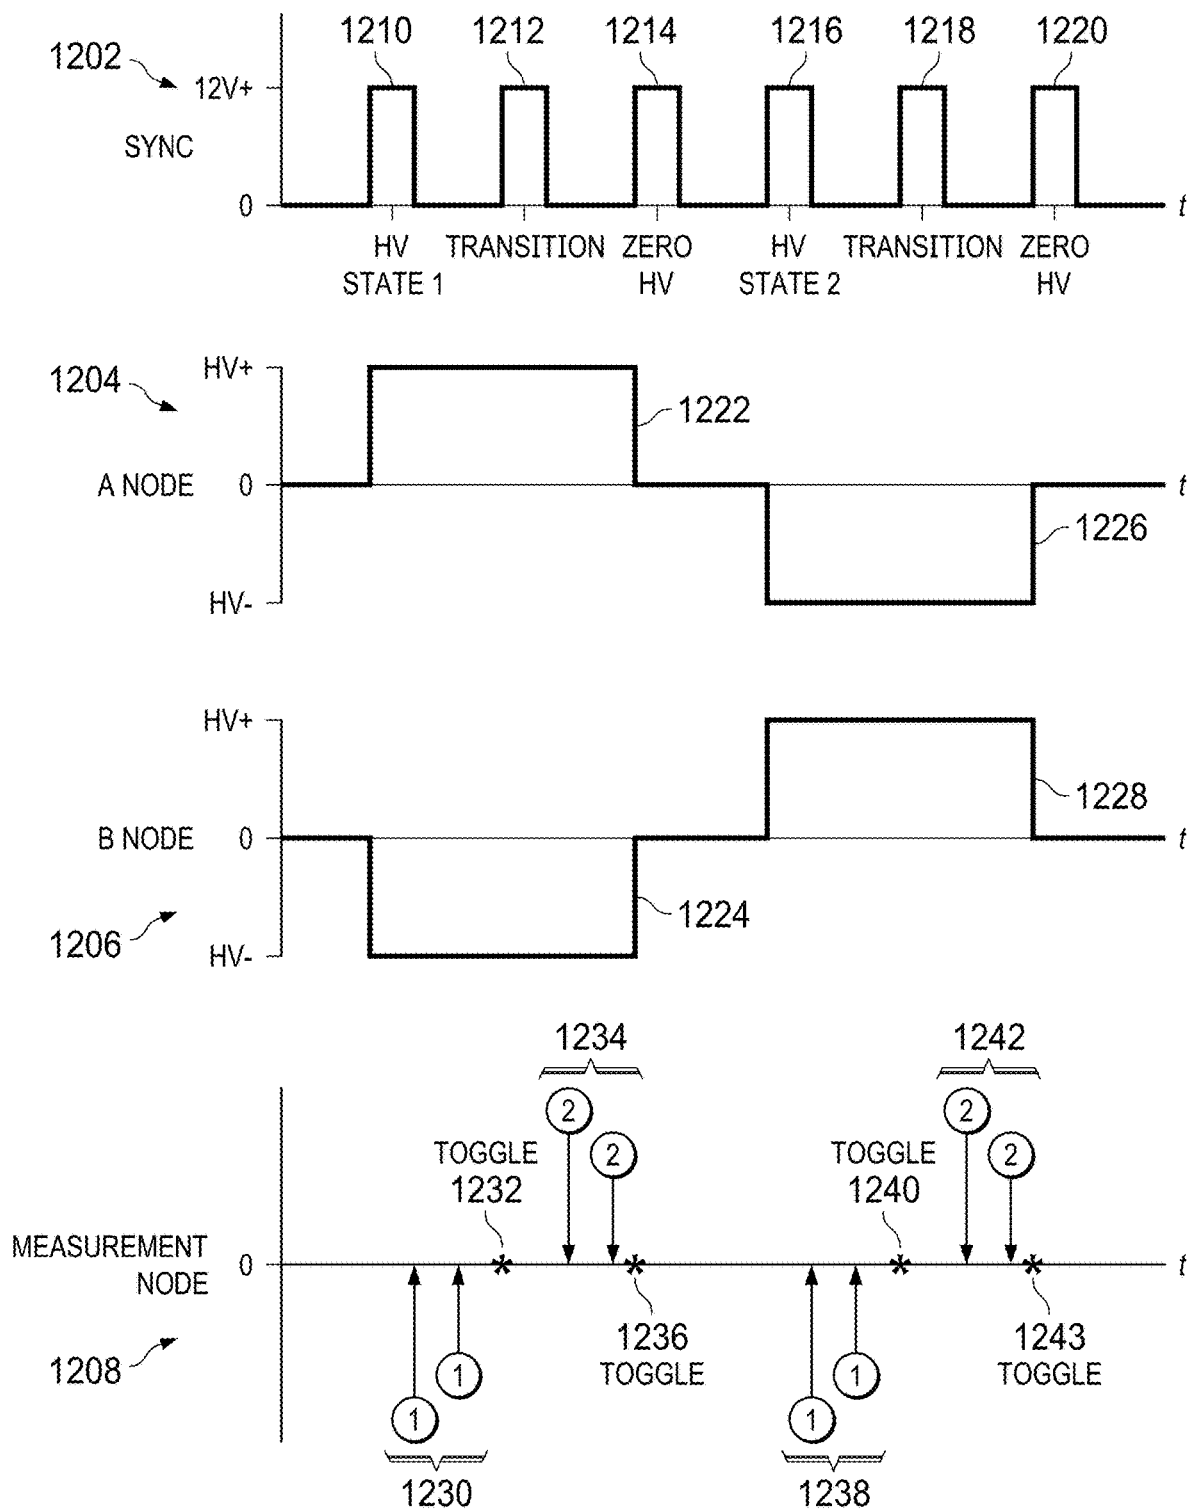 1210 1212 1214 1216 1218 1220
1202
12V+
SYNC
0 t
HV TRANSITION ZERO HV TRANSITION ZERO
STATE 1 HV STATE 2 HV
HV+
1204
1222
A NODE 0 t
1226
HV-
HV+
1228
B NODE 0 t
1224
1206
HV-
1234 1242
2 2
TOGGLE 2 TOGGLE 2
1232 1240
MEASUREMENT 0 t
NODE
1236 1243
1208 1 TOGGLE 1 TOGGLE
1 1
1230 1238